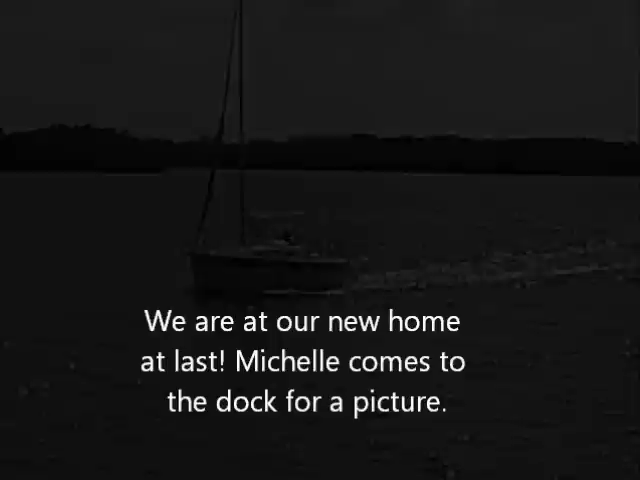 We are at our new home
at last! Michelle comes to
the dock for a picture.